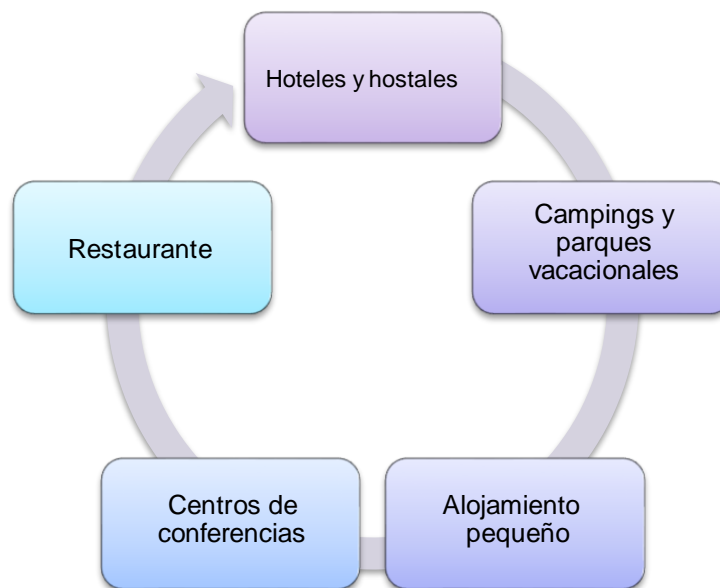 Hoteles y hostales
Campings y
parques
vacacionales
Alojamiento
pequeño
Centros de
conferencias
Restaurante